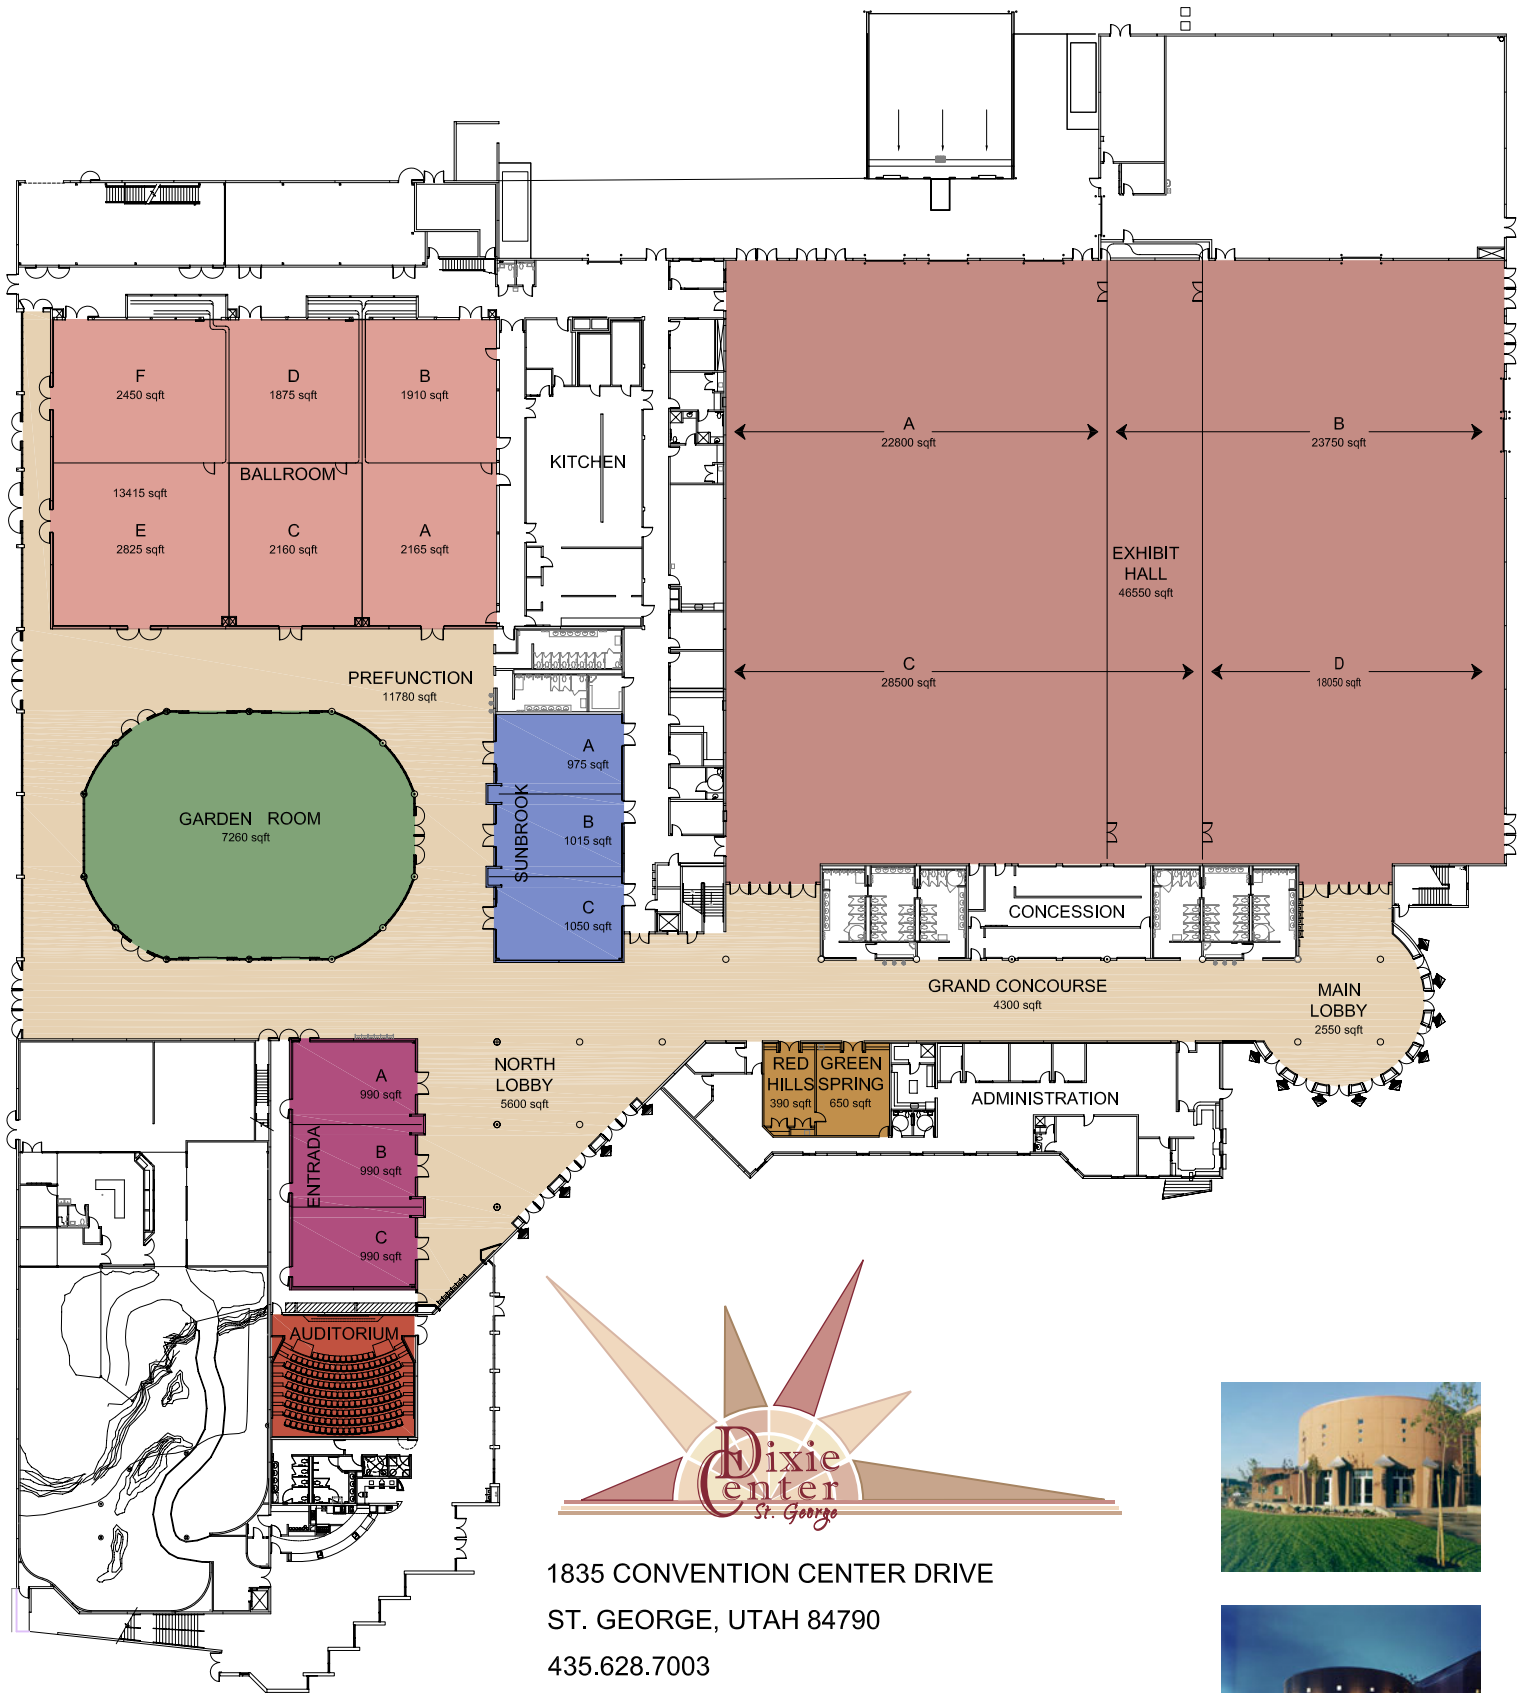 F
2450 sqft
D
1875 sqft
B
1910 sqft
BALLROOM
13415 sqft
E
2825 sqft
C
2160 sqft
A
2165 sqft
KITCHEN
A
22800 sqft
B
23750 sqft
EXHIBIT
HALL
46550 sqft
C
28500 sqft
D
18050 sqft
PREFUNCTION
11780 sqft
GARDEN ROOM
7260 sqft
SUNBROOK
A
975 sqft
B
1015 sqft
C
1050 sqft
CONCESSION
GRAND CONCOURSE
4300 sqft
MAIN
LOBBY
2550 sqft
NORTH
LOBBY
5600 sqft
RED
HILLS
390 sqft
GREEN
SPRING
650 sqft
ADMINISTRATION
ENTRADA
A
990 sqft
B
990 sqft
C
990 sqft
AUDITORIUM
Dixie
Center
St. George
1835 CONVENTION CENTER DRIVE
ST. GEORGE, UTAH 84790
435.628.7003